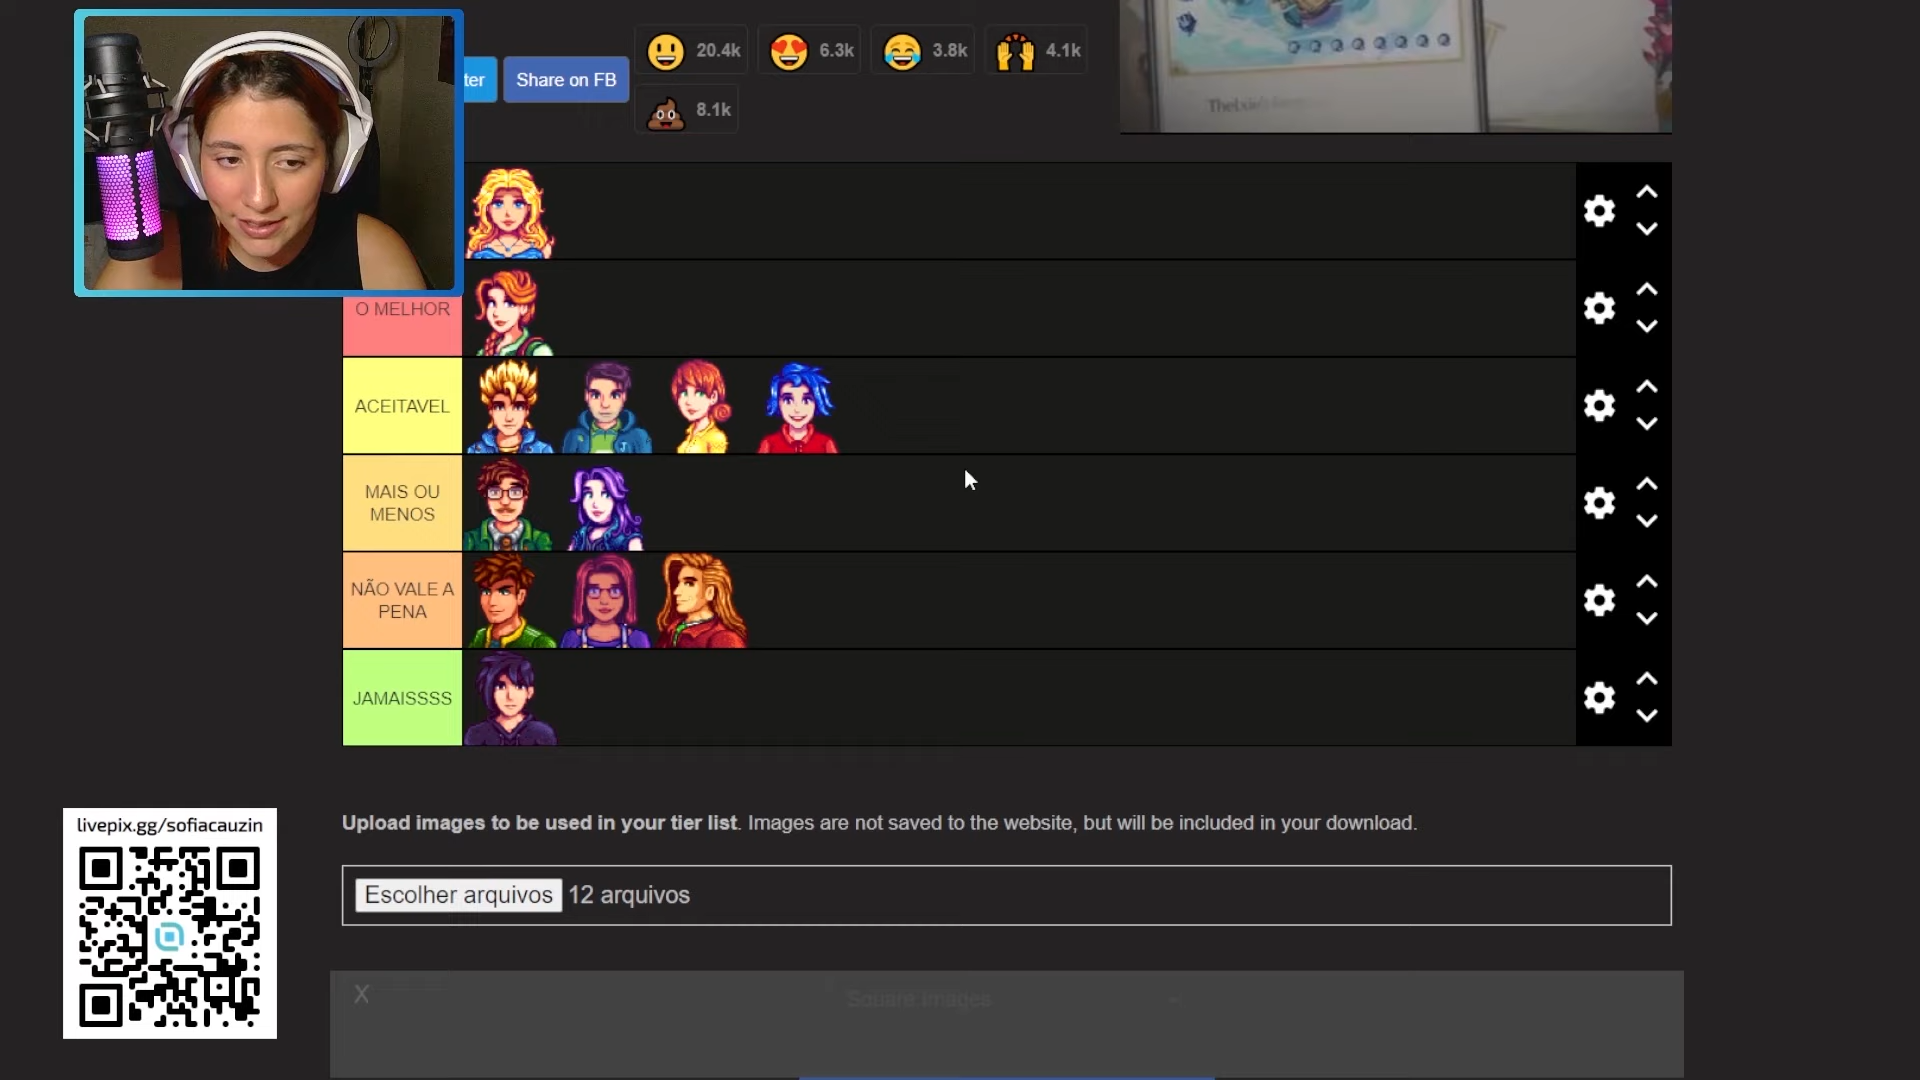 20.4k
6.3k
3.8k
4.1k
ter
Share on FB
8.1k
O MELHOR
ACEITAVEL
MAIS OU
MENOS
NÃO VALE A
PENA
JAMAISSSS
livepix.gg/sofiacauzin
Upload images to be used in your tier list. Images are not saved to the website, but will be included in your download.
Escolher arquivos 12 arquivos
X
Square Images